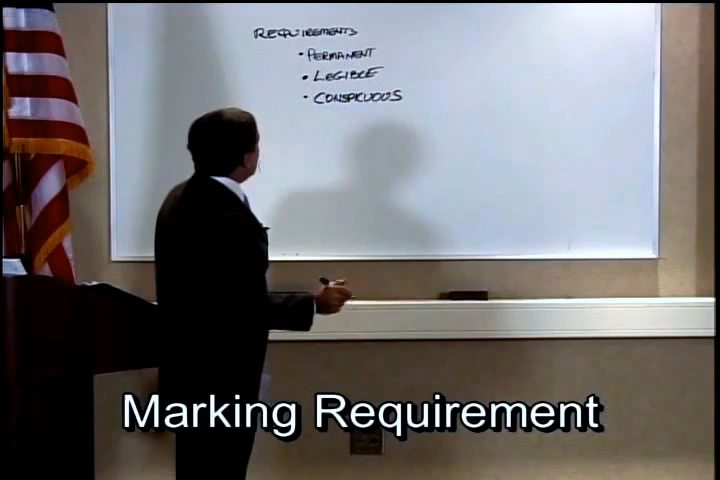 REQUIREMENTS
• PERMANENT
• LEGIBLE
• CONSPICUOUS
Marking Requirement